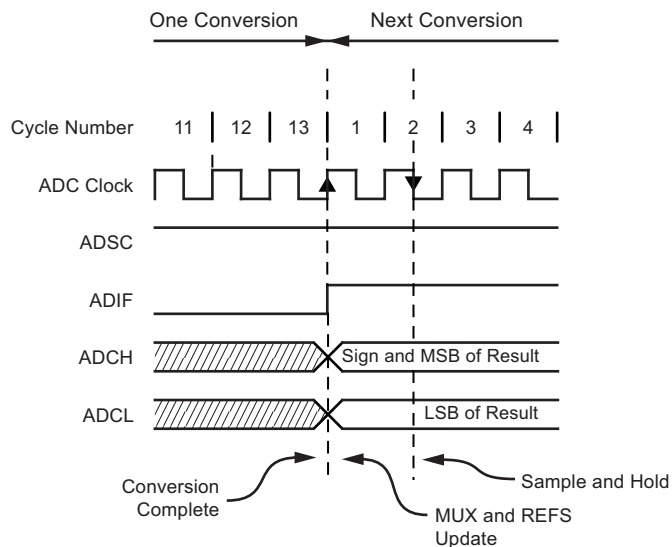 One Conversion
Next Conversion
Cycle Number
11
12
13
1
2
3
4
ADC Clock
ADSC
ADIF
ADCH
Sign and MSB of Result
ADCL
LSB of Result
Conversion
Complete
MUX and REFS
Update
Sample and Hold